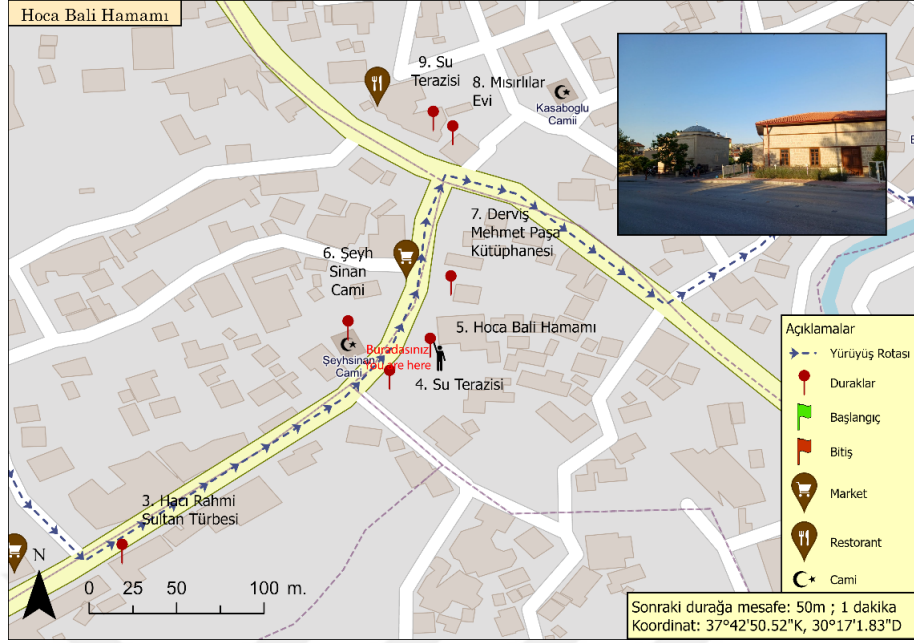 Hoca Bali Hamamı
9. Su
Terazisi
8. Mısırlılar
Evi
Kasaboglu
Camii
7. Derviş
Mehmet Paşa
Kütüphanesi
6. Şeyh
Sinan
Cami
5. Hoca Bali Hamamı
Şeyhsinan
Cami
Buradasınız
You are here
4. Su Terazisi
3. Hacı Rahmi
Sultan Türbesi
N
0 25 50 100 m.
Açıklamalar
Yürüyüş Rotası
Duraklar
Başlangıç
Bitiş
Market
Restorant
Cami
Sonraki durağa mesafe: 50m ; 1 dakika
Koordinat: 37°42'50.52"K, 30°17'1.83"D